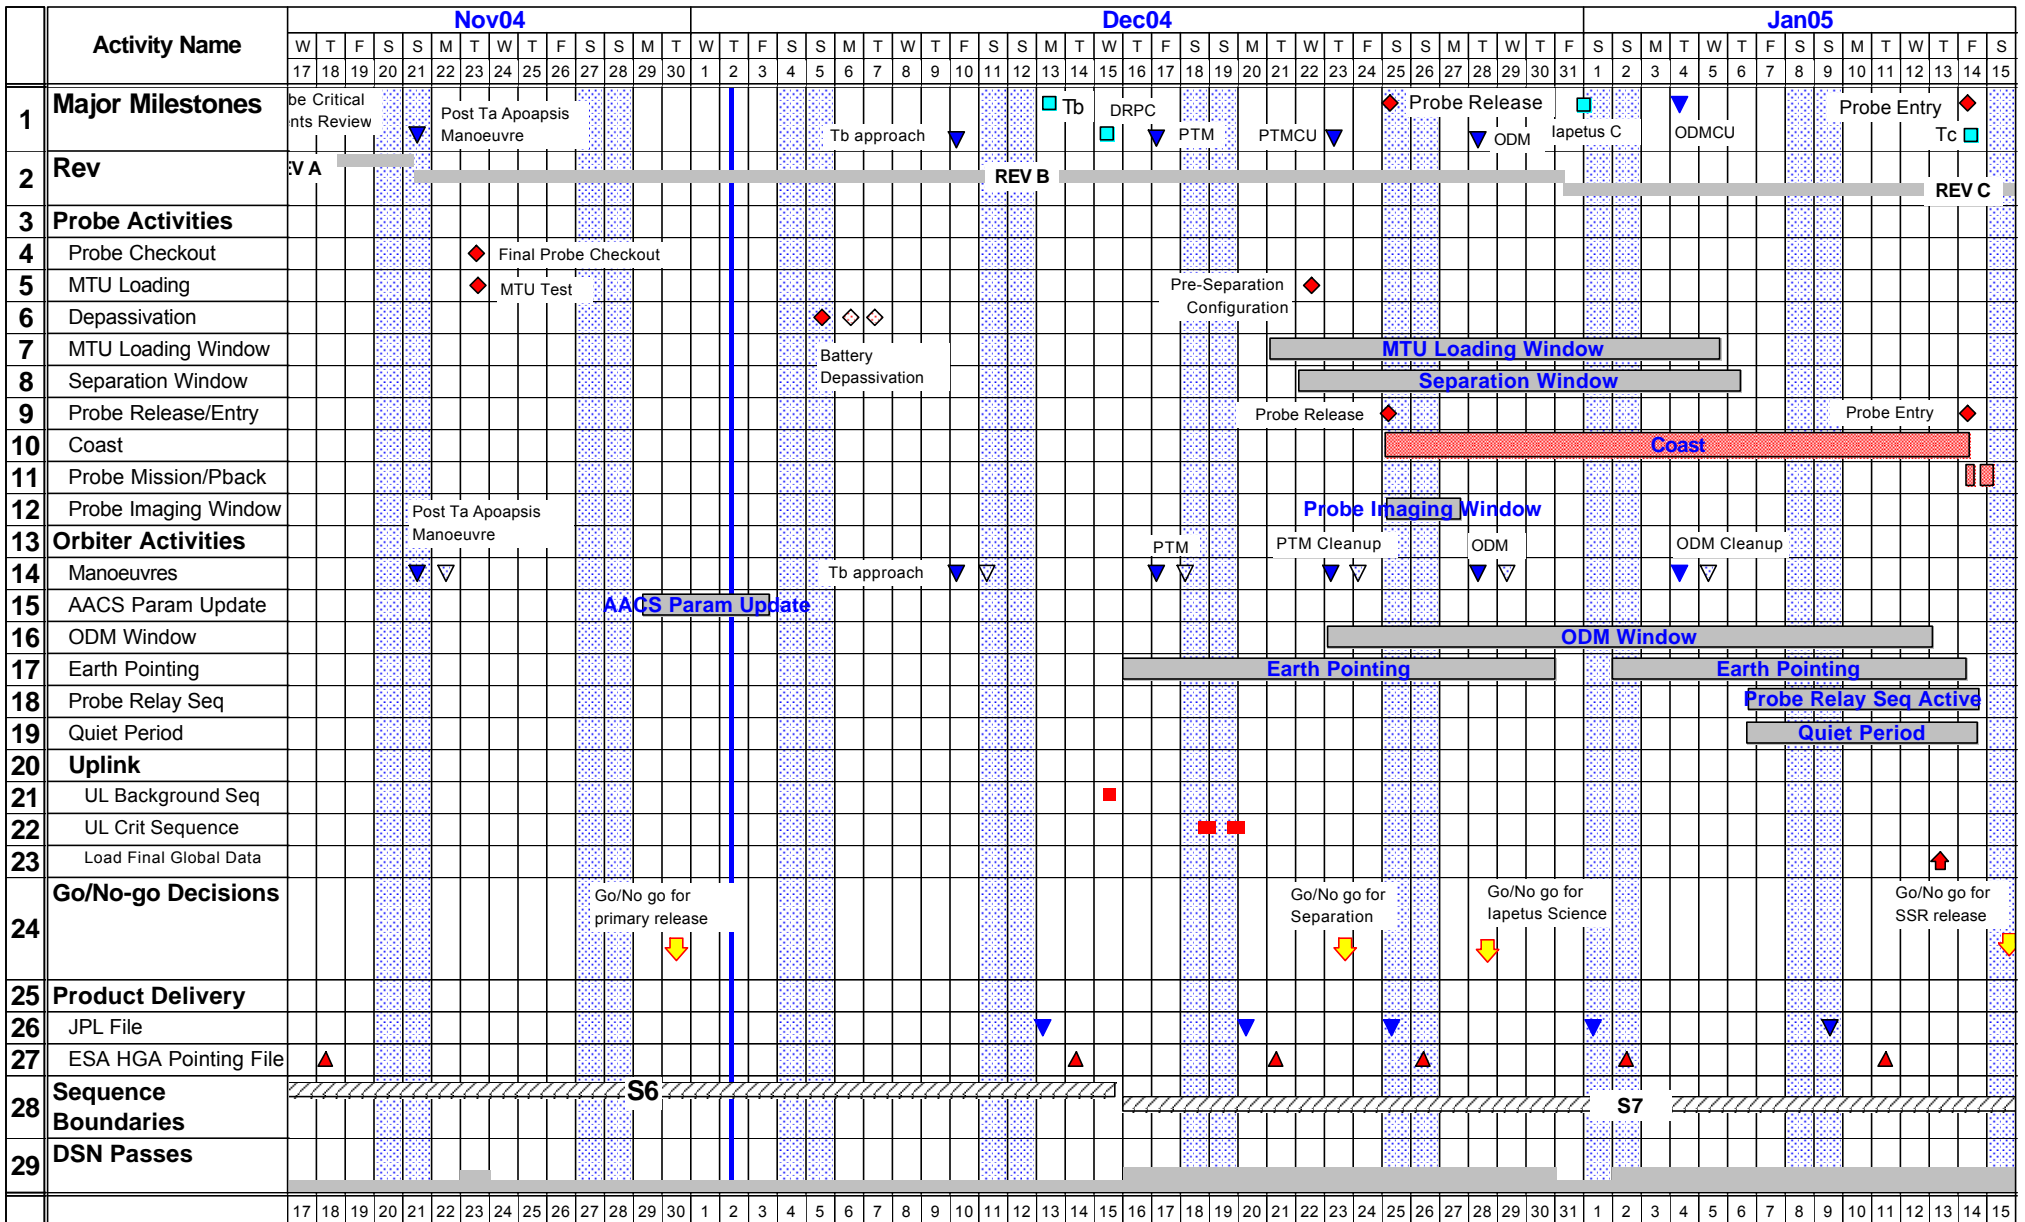 Nov04 Dec04 Jan05
Activity Name
W T F S S M T W T F S S M T W T F S S M T W T F S S M T W T F S S M T W T F S S M T W T F S S M T W T F S S M T W T F S
17 18 19 20 21 22 23 24 25 26 27 28 29 30 1 2 3 4 5 6 7 8 9 10 11 12 13 14 15 16 17 18 19 20 21 22 23 24 25 26 27 28 29 30 31 1 2 3 4 5 6 7 8 9 10 11 12 13 14 15
1 Major Milestones
be Critical
nts Review
Post Ta Apoapsis
Manoeuvre
Tb approach
Tb
DRPC
PTM
PTMCU
Probe Release
ODM
Iapetus C
ODMCU
Probe Entry
Tc
2 Rev
EV A
REV B
REV C
3 Probe Activities
4 Probe Checkout
Final Probe Checkout
5 MTU Loading
MTU Test
Pre-Separation
Configuration
6 Depassivation
Battery
Depassivation
7 MTU Loading Window
MTU Loading Window
8 Separation Window
Separation Window
9 Probe Release/Entry
Probe Release
Probe Entry
10 Coast
Coast
11 Probe Mission/Pback
12 Probe Imaging Window
Probe Imaging Window
Post Ta Apoapsis
Manoeuvre
13 Orbiter Activities
PTM
PTM Cleanup
ODM
ODM Cleanup
14 Manoeuvres
Tb approach
15 AACS Param Update
AACS Param Update
16 ODM Window
ODM Window
17 Earth Pointing
Earth Pointing
Earth Pointing
18 Probe Relay Seq
Probe Relay Seq Active
19 Quiet Period
Quiet Period
20 Uplink
21 UL Background Seq
22 UL Crit Sequence
23 Load Final Global Data
24 Go/No-go Decisions
Go/No go for
primary release
Go/No go for
Separation
Go/No go for
Iapetus Science
Go/No go for
SSR release
25 Product Delivery
26 JPL File
27 ESA HGA Pointing File
28 Sequence
Boundaries
S6
S7
29 DSN Passes
17 18 19 20 21 22 23 24 25 26 27 28 29 30 1 2 3 4 5 6 7 8 9 10 11 12 13 14 15 16 17 18 19 20 21 22 23 24 25 26 27 28 29 30 31 1 2 3 4 5 6 7 8 9 10 11 12 13 14 15